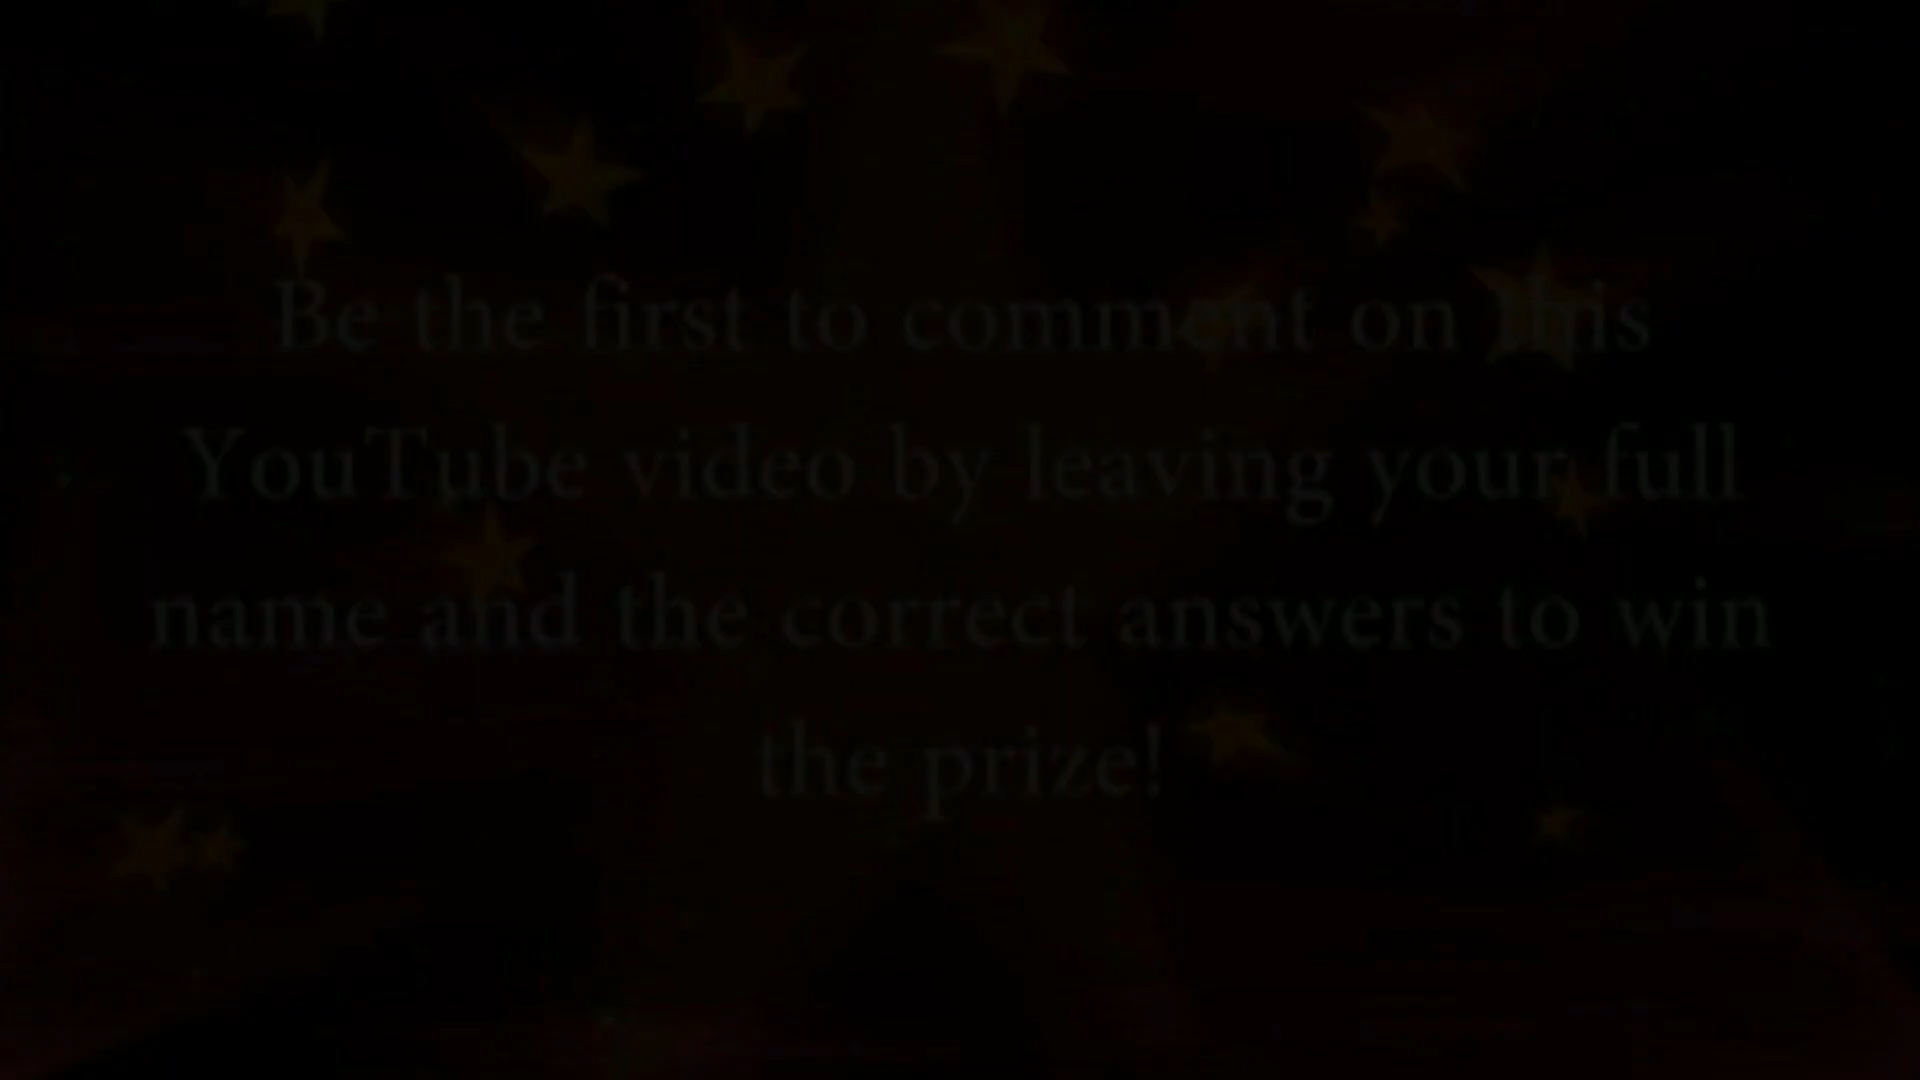 Be the first to comment on this
YouTube video by leaving your full
name and the correct answers to win
the prize!